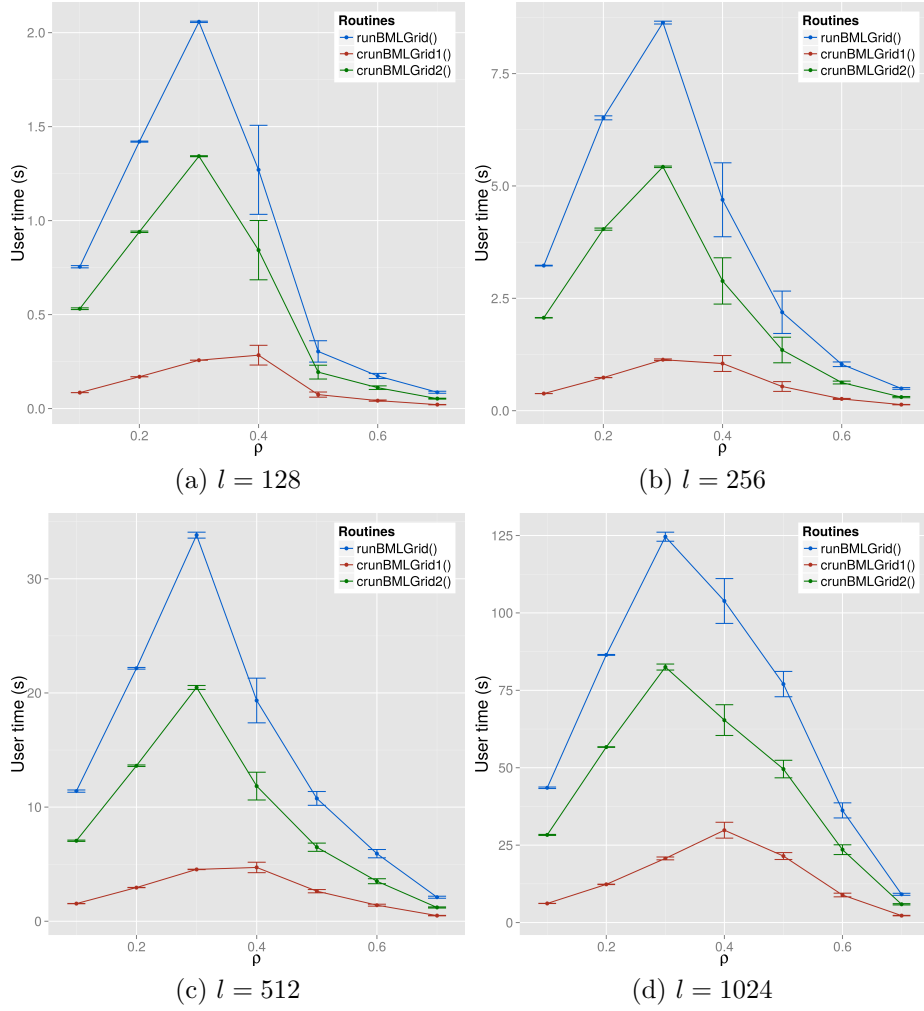 Routines
runBMLGrid()
crunBMLGrid1()
crunBMLGrid2()
User time (s)
2.0
1.5
1.0
0.5
0.0
0.2 0.4 0.6
ρ
(a) l = 128
Routines
runBMLGrid()
crunBMLGrid1()
crunBMLGrid2()
User time (s)
7.5
5.0
2.5
0.0
0.2 0.4 0.6
ρ
(b) l = 256
Routines
runBMLGrid()
crunBMLGrid1()
crunBMLGrid2()
User time (s)
30
20
10
0
0.2 0.4 0.6
ρ
(c) l = 512
Routines
runBMLGrid()
crunBMLGrid1()
crunBMLGrid2()
User time (s)
125
100
75
50
25
0
0.2 0.4 0.6
ρ
(d) l = 1024